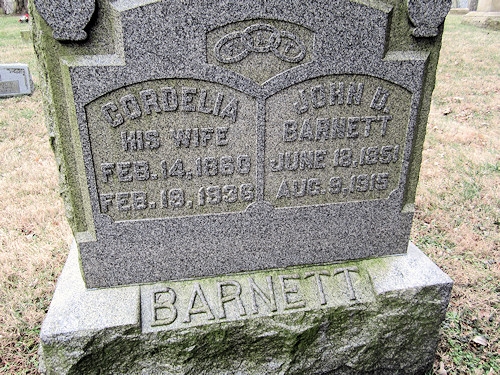 CORDELIA
HIS WIFE
FEB. 14, 1860
FEB. 19, 1936
JOHN D.
BARNETT
JUNE 18, 1851
AUG. 9, 1915
BARNETT